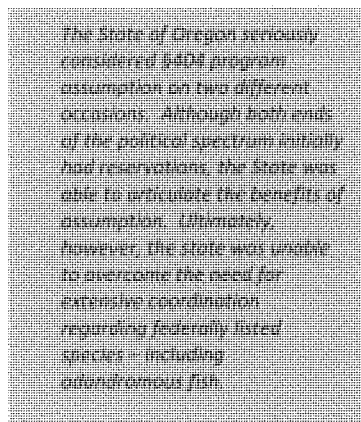 The State of Oregon seriously
considered §404 program
assumption on two different
occasions.  Although both ends
of the political spectrum initially
had reservations, the State was
able to articulate the benefits of
assumption.  Ultimately,
however, the state was unable
to overcome the need for
extensive coordination
regarding federally listed
species – including
adandromous fish.